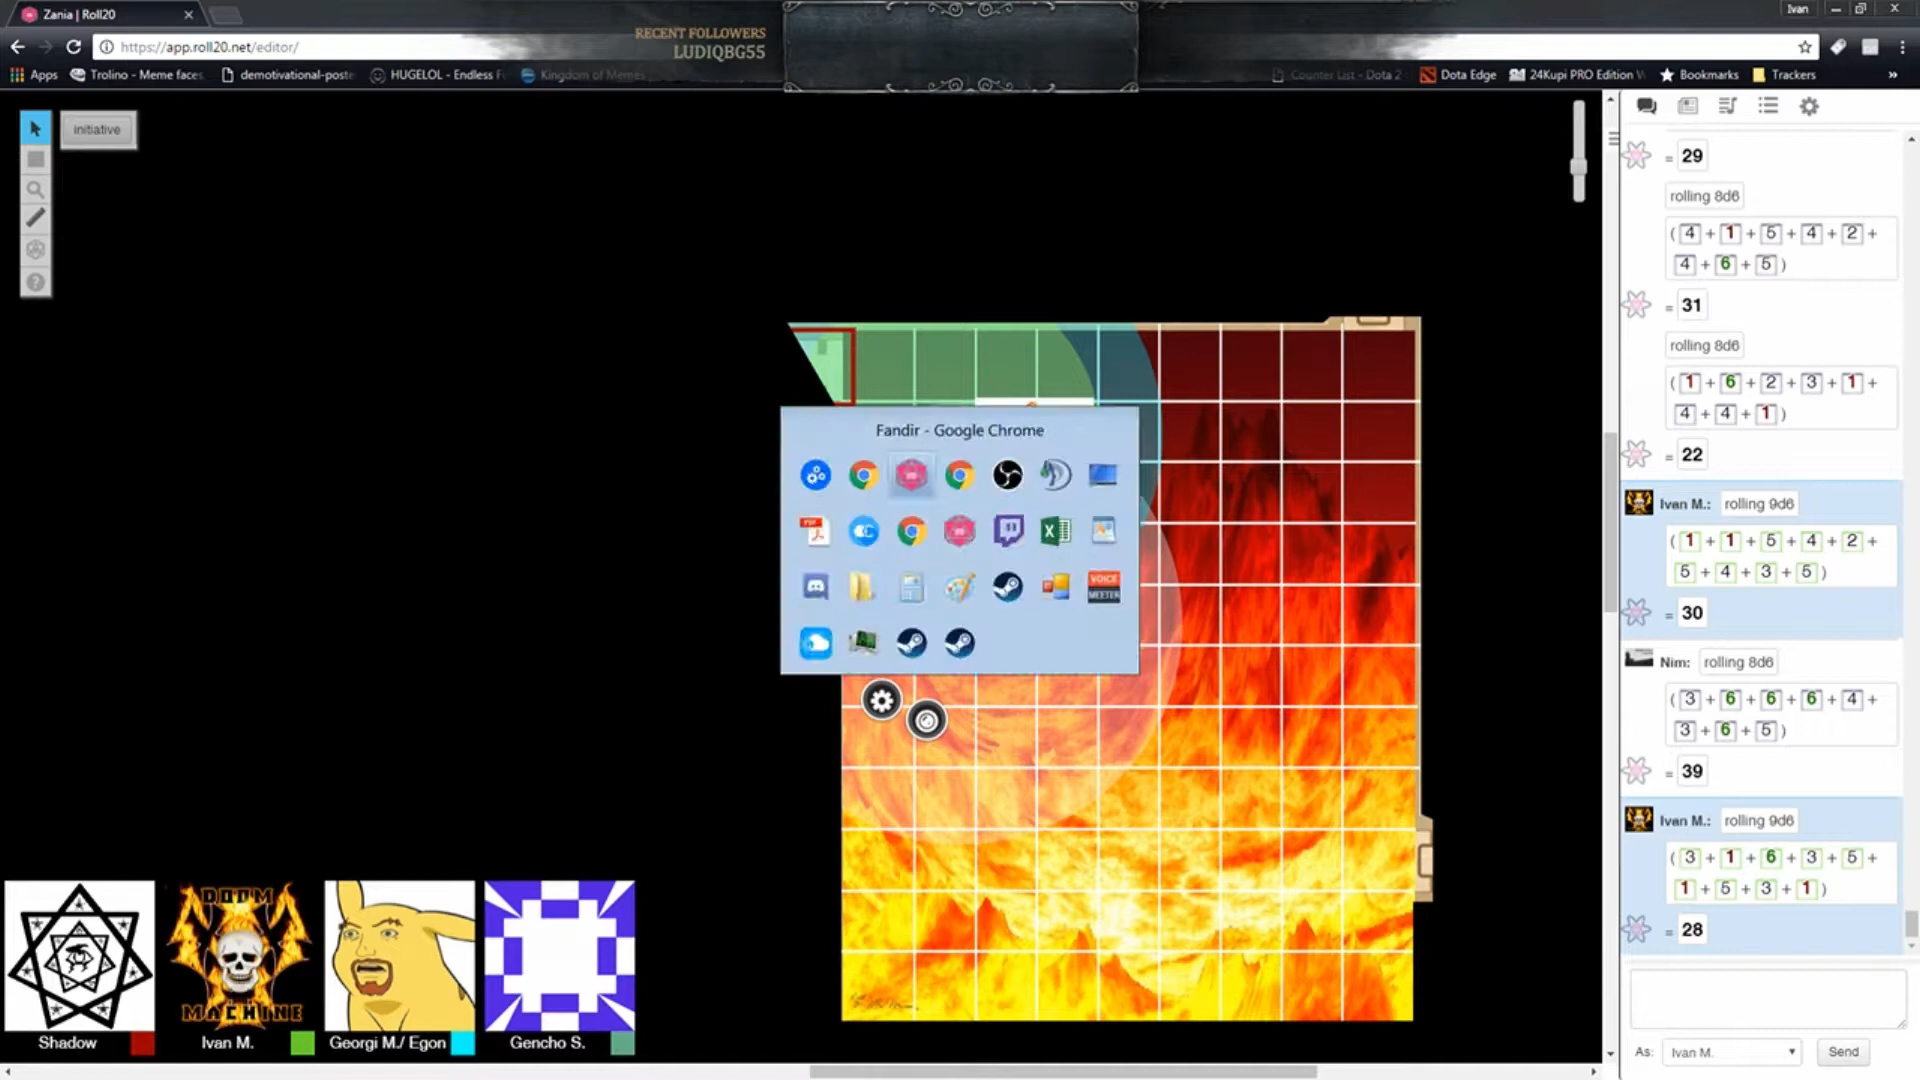 Zania | Roll20
Ivan
https://app.roll20.net/editor/
RECENT FOLLOWERS
LUDIQBG55
Apps
Trolino - Meme faces,
demotivational-poste
HUGELOL - Endless F
Kingdom of Memes
Counter List - Dota 2
Dota Edge
24Kupi PRO Edition V
Bookmarks
Trackers
»
initiative
= 29
rolling 8d6
( 4 + 1 + 5 + 4 + 2 +
4 + 6 + 5 )
= 31
rolling 8d6
( 1 + 6 + 2 + 3 + 1 +
4 + 4 + 1 )
= 22
Ivan M.: rolling 9d6
( 1 + 1 + 5 + 4 + 2 +
5 + 4 + 3 + 5 )
= 30
Nim: rolling 8d6
( 3 + 6 + 6 + 6 + 4 +
3 + 6 + 5 )
= 39
Ivan M.: rolling 9d6
( 3 + 1 + 6 + 3 + 5 +
1 + 5 + 3 + 1 )
= 28
As: Ivan M.
Send
Fandir - Google Chrome
PDF
VOICE
MEETER
DOOM
MACHINE
Shadow
Ivan M.
Georgi M./ Egon
Gencho S.